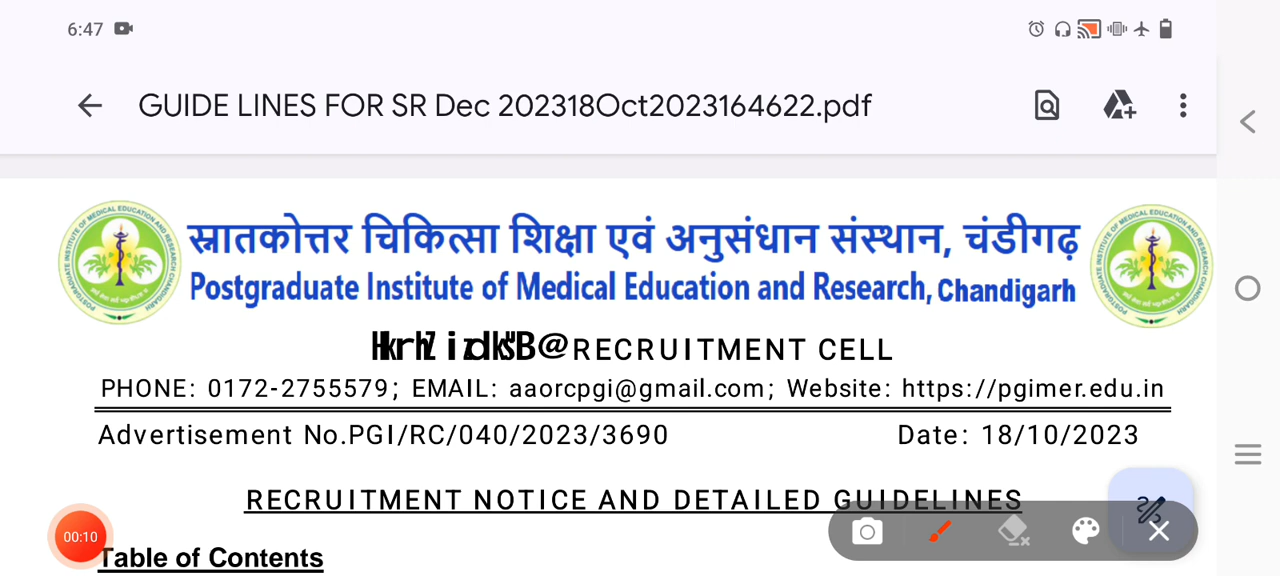 6:47
GUIDE LINES FOR SR Dec 202318Oct2023164622.pdf
स्नातकोत्तर चिकित्सा शिक्षा एवं अनुसंधान संस्थान, चंडीगढ़
Postgraduate Institute of Medical Education and Research, Chandigarh
@RECRUITMENT CELL
PHONE: 0172-2755579; EMAIL: aaorcpgi@gmail.com; Website: https://pgimer.edu.in
Advertisement No.PGI/RC/040/2023/3690 Date: 18/10/2023
RECRUITMENT NOTICE AND DETAILED GUIDELINES
00:10
Table of Contents